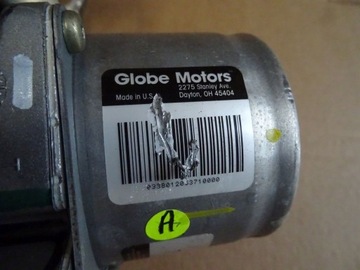 Globe Motors
2275 Stanley Ave.
Made in U.S. Dayton, OH 45404
A